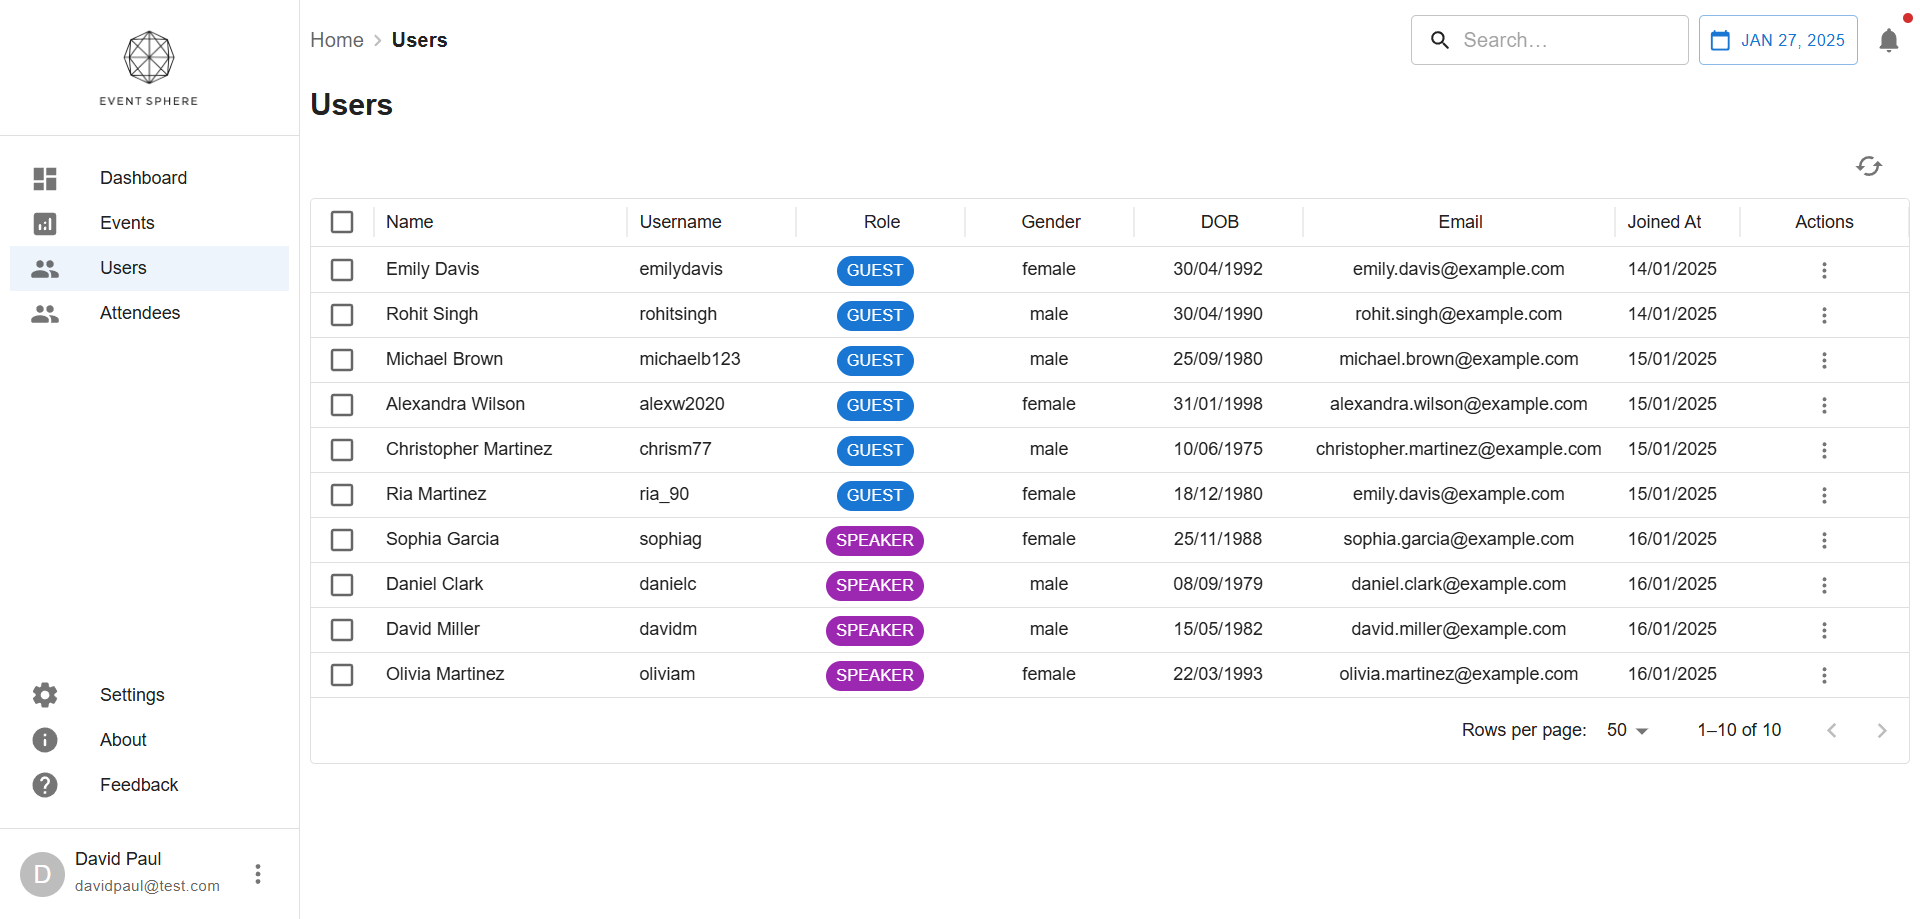 EVENT SPHERE
Dashboard
Events
Users
Attendees
Settings
About
Feedback
D
David Paul
davidpaul@test.com
Home > Users
Search...
JAN 27, 2025
Users
Name Username Role Gender DOB Email Joined At Actions
Emily Davis emilydavis GUEST female 30/04/1992 emily.davis@example.com 14/01/2025
Rohit Singh rohitsingh GUEST male 30/04/1990 rohit.singh@example.com 14/01/2025
Michael Brown michaelb123 GUEST male 25/09/1980 michael.brown@example.com 15/01/2025
Alexandra Wilson alexw2020 GUEST female 31/01/1998 alexandra.wilson@example.com 15/01/2025
Christopher Martinez chrism77 GUEST male 10/06/1975 christopher.martinez@example.com 15/01/2025
Ria Martinez ria_90 GUEST female 18/12/1980 emily.davis@example.com 15/01/2025
Sophia Garcia sophiag SPEAKER female 25/11/1988 sophia.garcia@example.com 16/01/2025
Daniel Clark danielc SPEAKER male 08/09/1979 daniel.clark@example.com 16/01/2025
David Miller davidm SPEAKER male 15/05/1982 david.miller@example.com 16/01/2025
Olivia Martinez oliviam SPEAKER female 22/03/1993 olivia.martinez@example.com 16/01/2025
Rows per page: 50 1–10 of 10